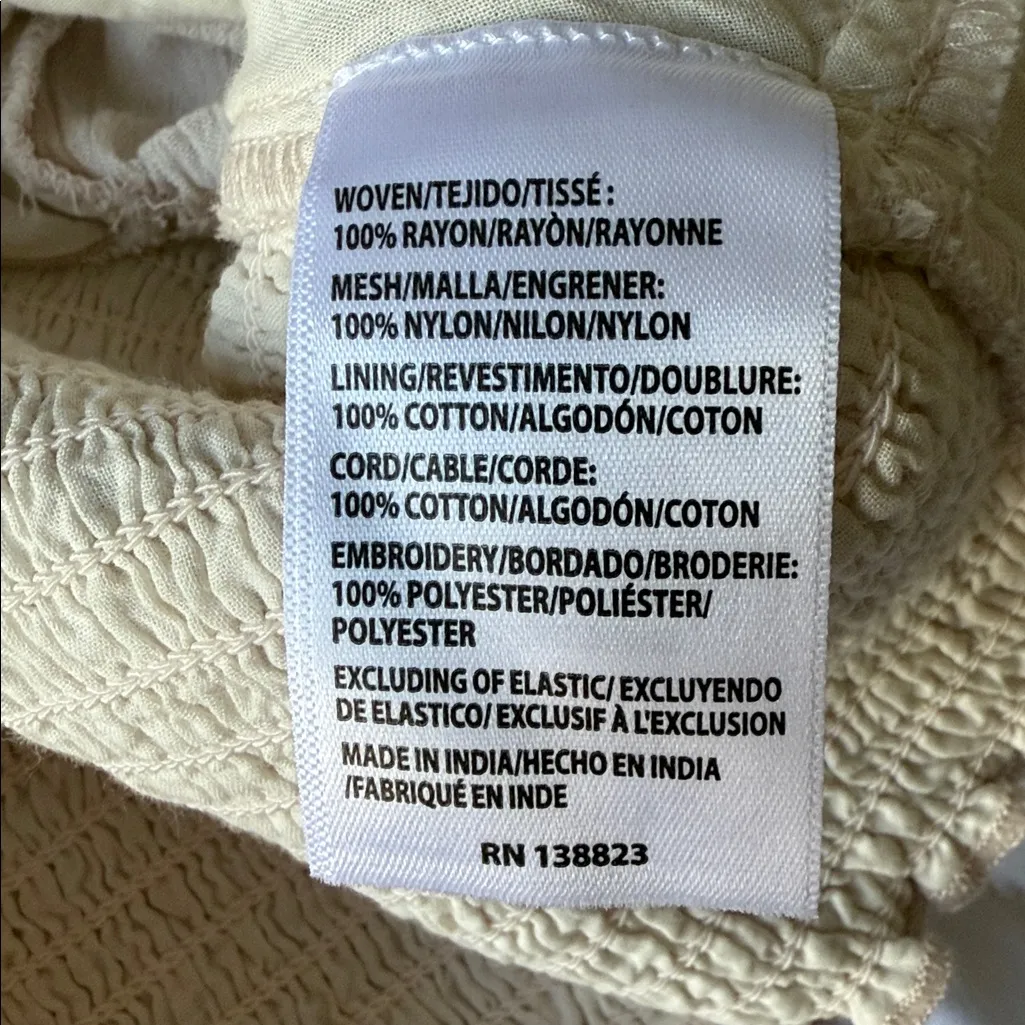 WOVEN/TEJIDO/TISSÉ :
100% RAYON/RAYÒN/RAYONNE
MESH/MALLA/ENGRENER:
100% NYLON/NILON/NYLON
LINING/REVESTIMENTO/DOUBLURE:
100% COTTON/ALGODÓN/COTON
CORD/CABLE/CORDE:
100% COTTON/ALGODÓN/COTON
EMBROIDERY/BORDADO/BRODERIE:
100% POLYESTER/POLIÉSTER/
POLYESTER
EXCLUDING OF ELASTIC/ EXCLUYENDO
DE ELASTICO/ EXCLUSIF À L'EXCLUSION
MADE IN INDIA/HECHO EN INDIA
/FABRIQUÉ EN INDE
RN 138823